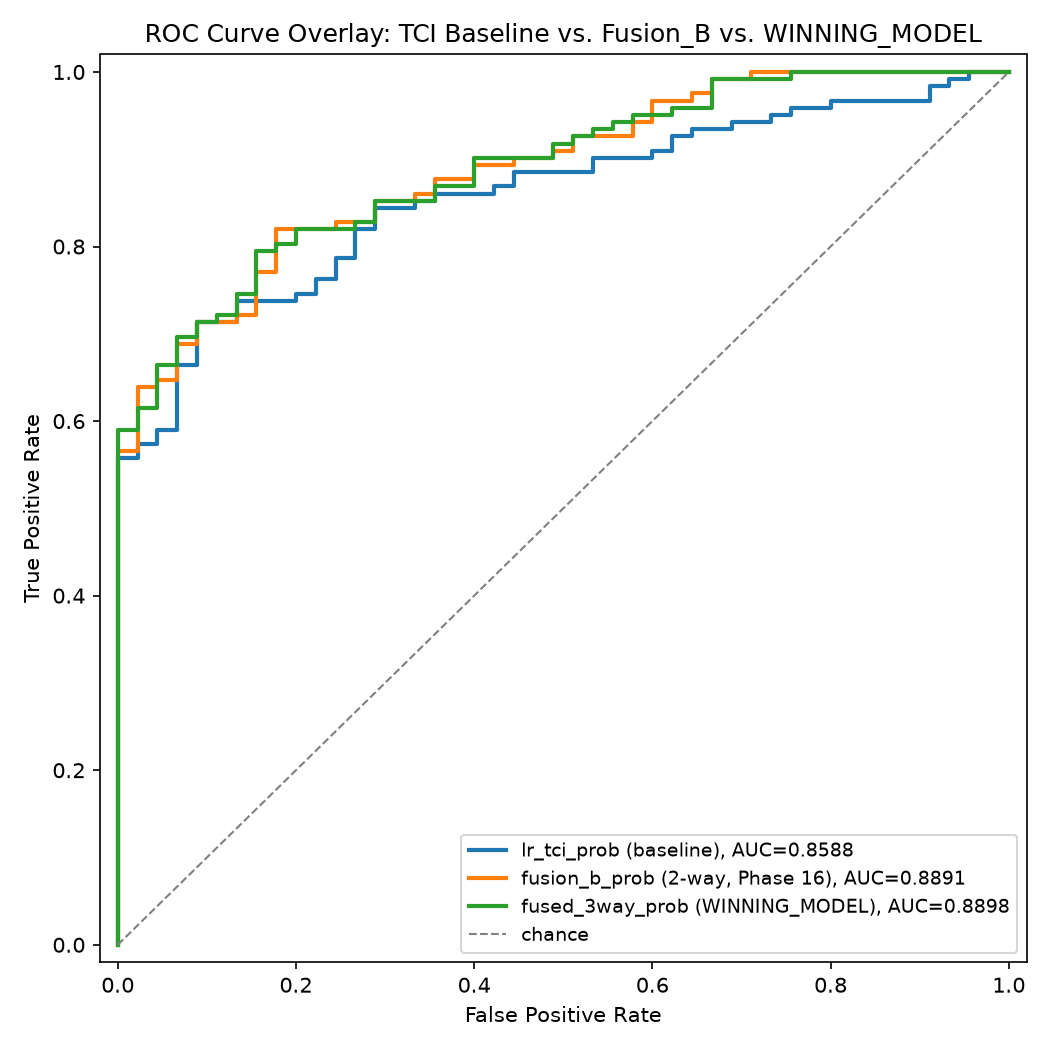 ROC Curve Overlay: TCI Baseline vs. Fusion_B vs. WINNING_MODEL
True Positive Rate
1.0
0.8
0.6
0.4
0.2
0.0
lr_tci_prob (baseline), AUC=0.8588
fusion_b_prob (2-way, Phase 16), AUC=0.8891
fused_3way_prob (WINNING_MODEL), AUC=0.8898
chance
0.0 0.2 0.4 0.6 0.8 1.0
False Positive Rate